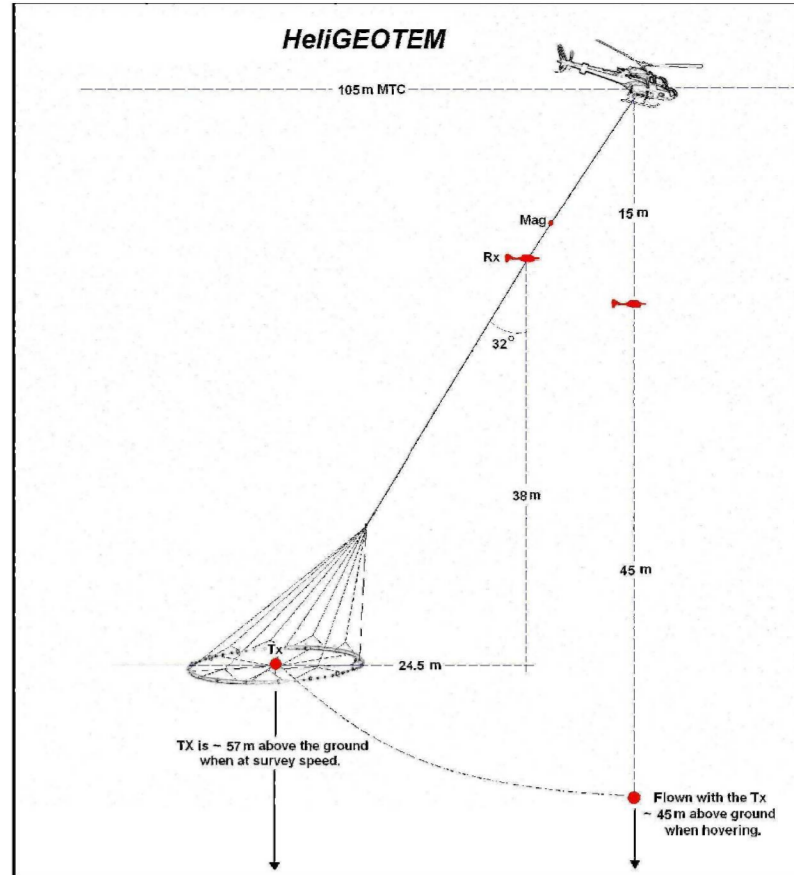 HeliGEOTEM
105 m MTC
15 m
Mag
Rx
32°
38 m
45 m
Tx
24.5 m
TX is ~ 57 m above the ground
when at survey speed.
Flown with the Tx
~ 45 m above ground
when hovering.